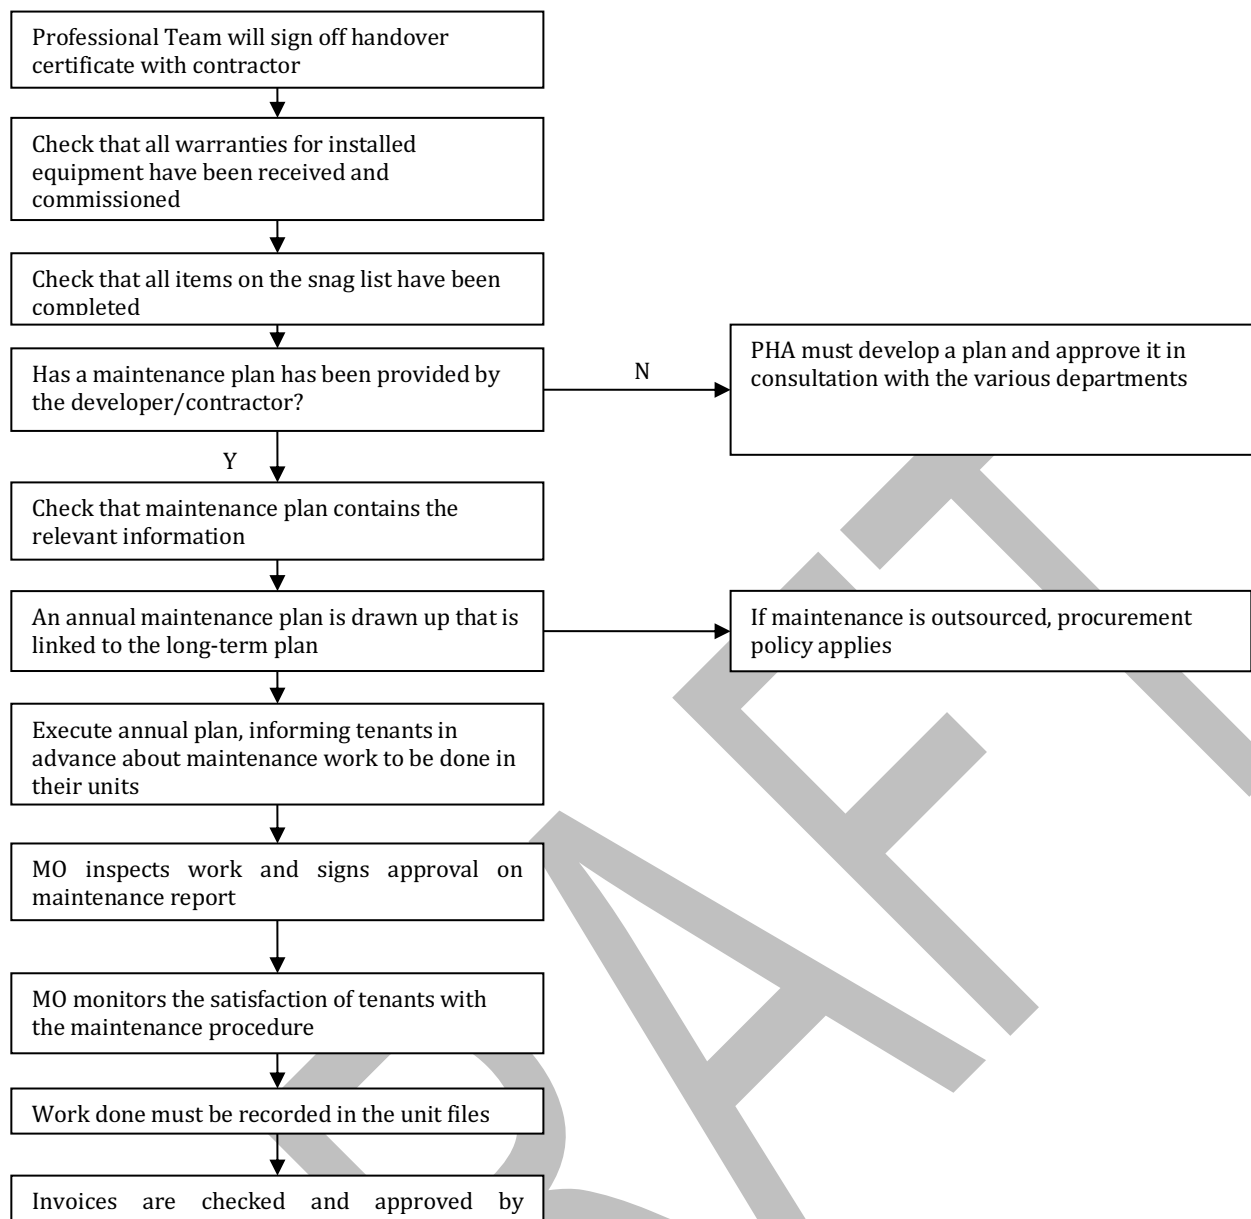 Professional Team will sign off handover
certificate with contractor
Check that all warranties for installed
equipment have been received and
commissioned
Check that all items on the snag list have been
completed
Has a maintenance plan has been provided by
the developer/contractor?
N
PHA must develop a plan and approve it in
consultation with the various departments
Y
Check that maintenance plan contains the
relevant information
An annual maintenance plan is drawn up that is
linked to the long-term plan
If maintenance is outsourced, procurement
policy applies
Execute annual plan, informing tenants in
advance about maintenance work to be done in
their units
MO inspects work and signs approval on
maintenance report
MO monitors the satisfaction of tenants with
the maintenance procedure
Work done must be recorded in the unit files
Invoices are checked and approved by
DRAFT